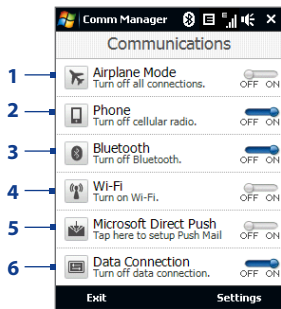 Comm Manager
Communications
1 Airplane Mode
Turn off all connections. OFF ON
2 Phone
Turn off cellular radio. OFF ON
3 Bluetooth
Turn off Bluetooth. OFF ON
4 Wi-Fi
Turn on Wi-Fi. OFF ON
5 Microsoft Direct Push
Tap here to setup Push Mail OFF ON
6 Data Connection
Turn off data connection. OFF ON
Exit Settings